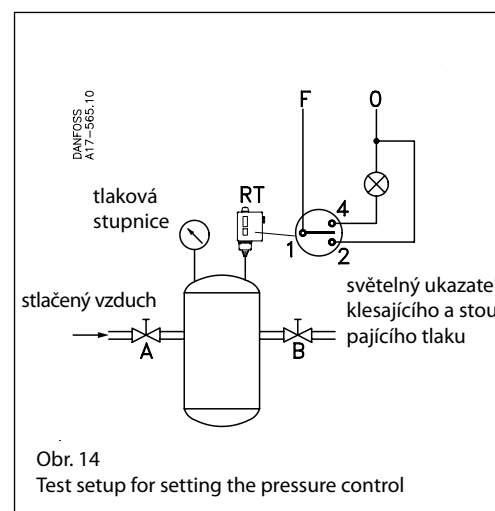 DANFOSS
A17-565.10
F
0
tlaková
stupnice
RT
4
1
2
stlačený vzduch
světelný ukazate
klesajícího a stou
pajícího tlaku
A
B
Obr. 14
Test setup for setting the pressure control